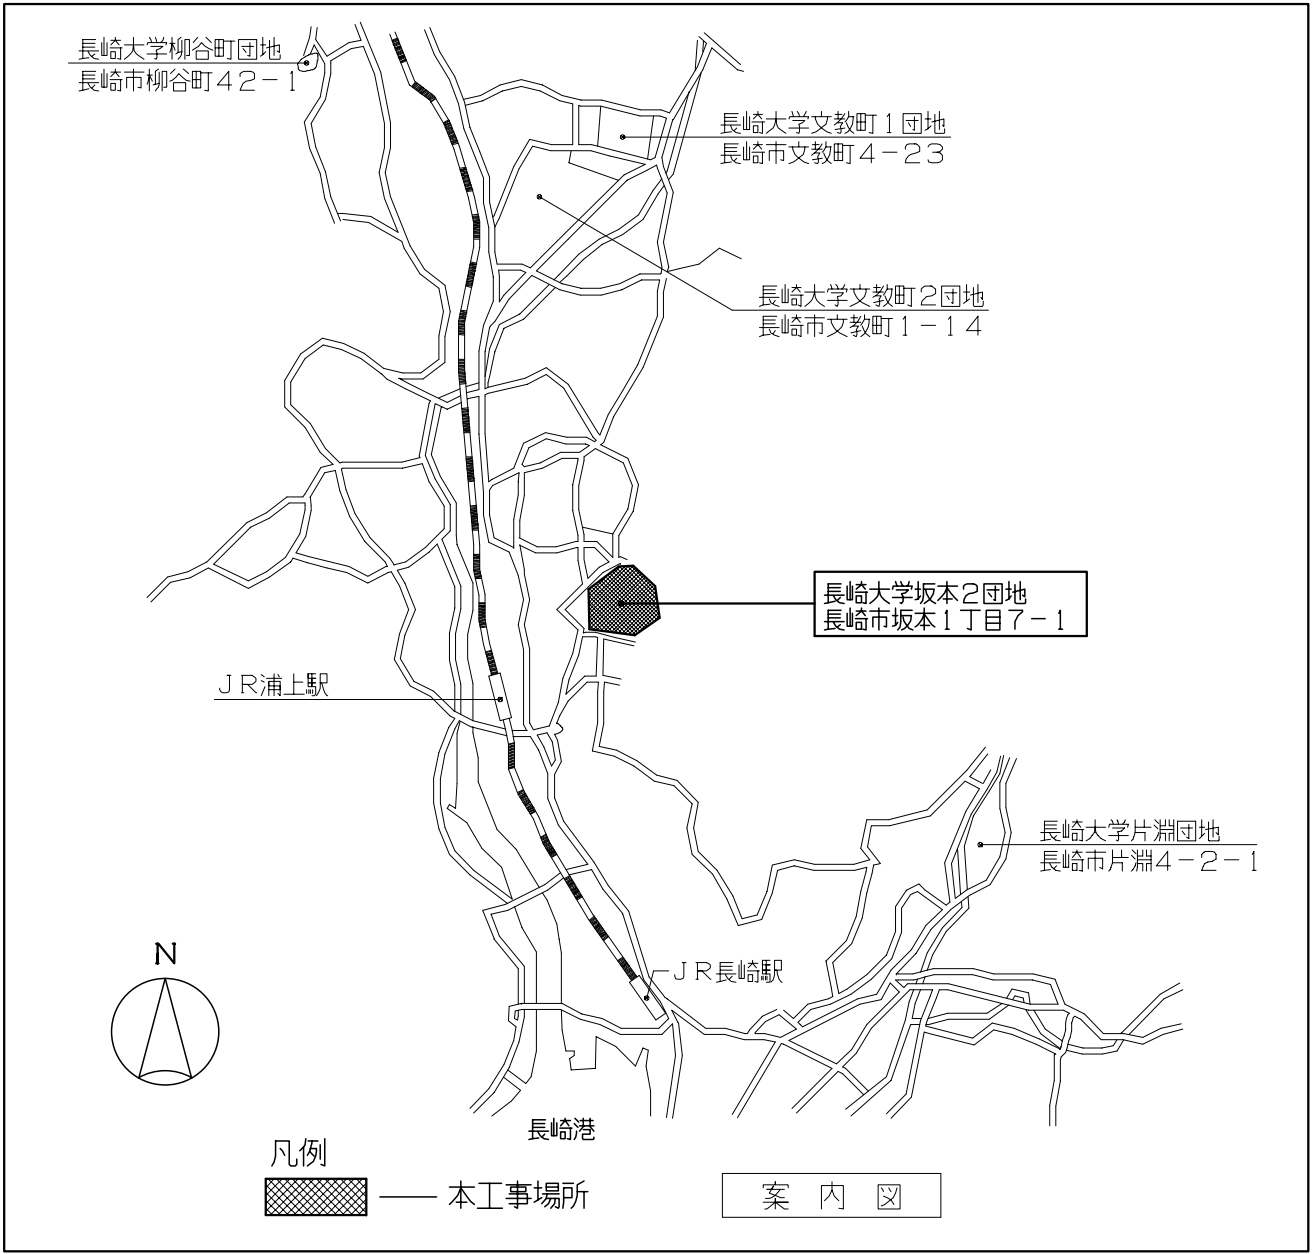 長崎大学柳谷町団地
長崎市柳谷町４２－１
長崎大学文教町１団地
長崎市文教町４－２３
長崎大学文教町２団地
長崎市文教町１－１４
長崎大学坂本２団地
長崎市坂本１丁目７－１
ＪＲ浦上駅
長崎大学片淵団地
長崎市片淵４－２－１
ＪＲ長崎駅
N
長崎港
凡例
本工事場所
案 内 図